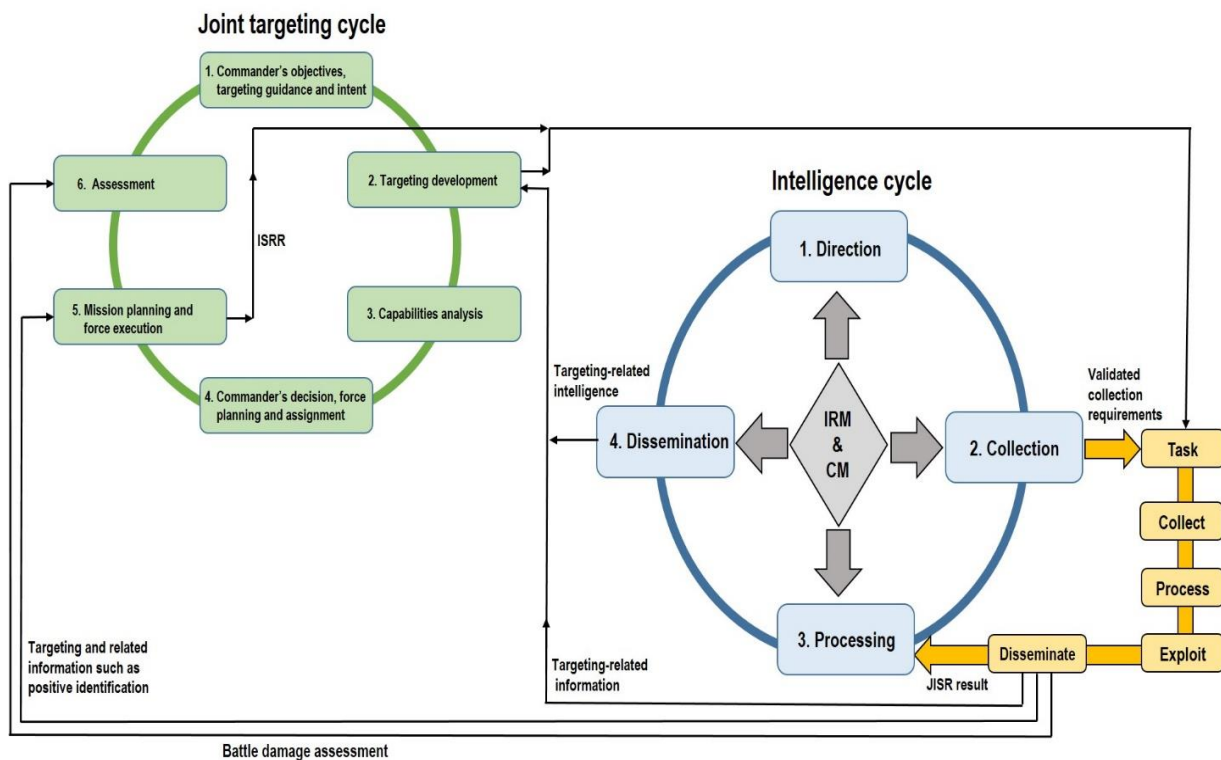 Joint targeting cycle
1. Commander's objectives,
targeting guidance and intent
6. Assessment
2. Targeting development
ISRR
5. Mission planning and
force execution
3. Capabilities analysis
4. Commander's decision, force
planning and assignment
Intelligence cycle
1. Direction
Targeting-related
intelligence
4. Dissemination
IRM
&
CM
2. Collection
Validated
collection
requirements
Task
Collect
Process
Exploit
Disseminate
JISR result
3. Processing
Targeting-related
information
Targeting and related
information such as
positive identification
Battle damage assessment